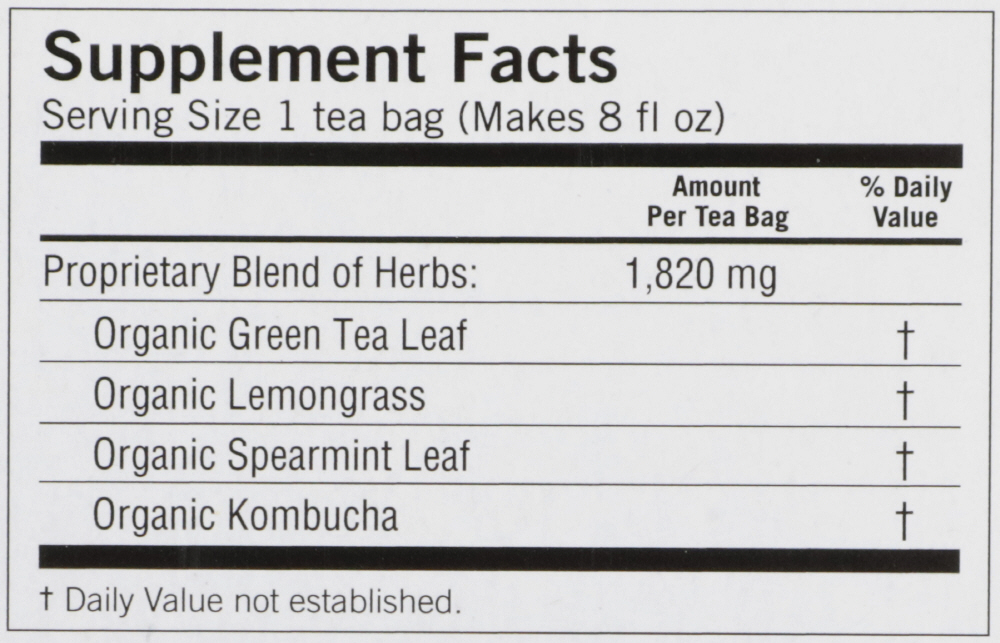 Supplement Facts
Serving Size 1 tea bag (Makes 8 fl oz)
Amount Per Tea Bag
% Daily Value
Proprietary Blend of Herbs: 1,820 mg
Organic Green Tea Leaf †
Organic Lemongrass †
Organic Spearmint Leaf †
Organic Kombucha †
† Daily Value not established.